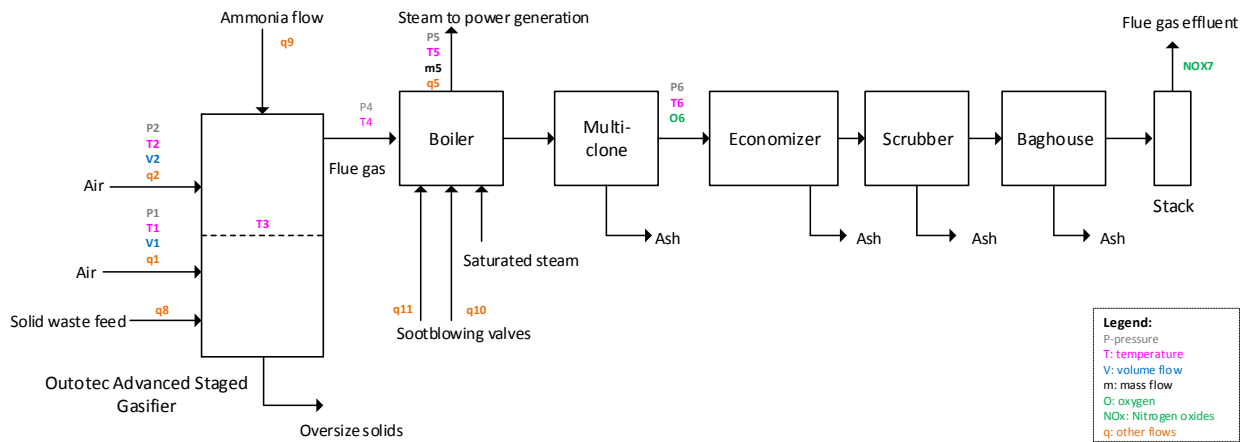 Ammonia flow
q9
Steam to power generation
P5
T5
m5
q5
Flue gas effluent
NOX7
P2
T2
V2
q2
Air
P1
T1
V1
q1
Air
T3
q8
Solid waste feed
Outotec Advanced Staged
Gasifier
Oversize solids
P4
T4
Flue gas
Boiler
q11
q10
Sootblowing valves
Saturated steam
Multi-
clone
Ash
P6
T6
O6
Economizer
Ash
Scrubber
Ash
Baghouse
Ash
Stack
Legend:
P-pressure
T: temperature
V: volume flow
m: mass flow
O: oxygen
NOx: Nitrogen oxides
q: other flows